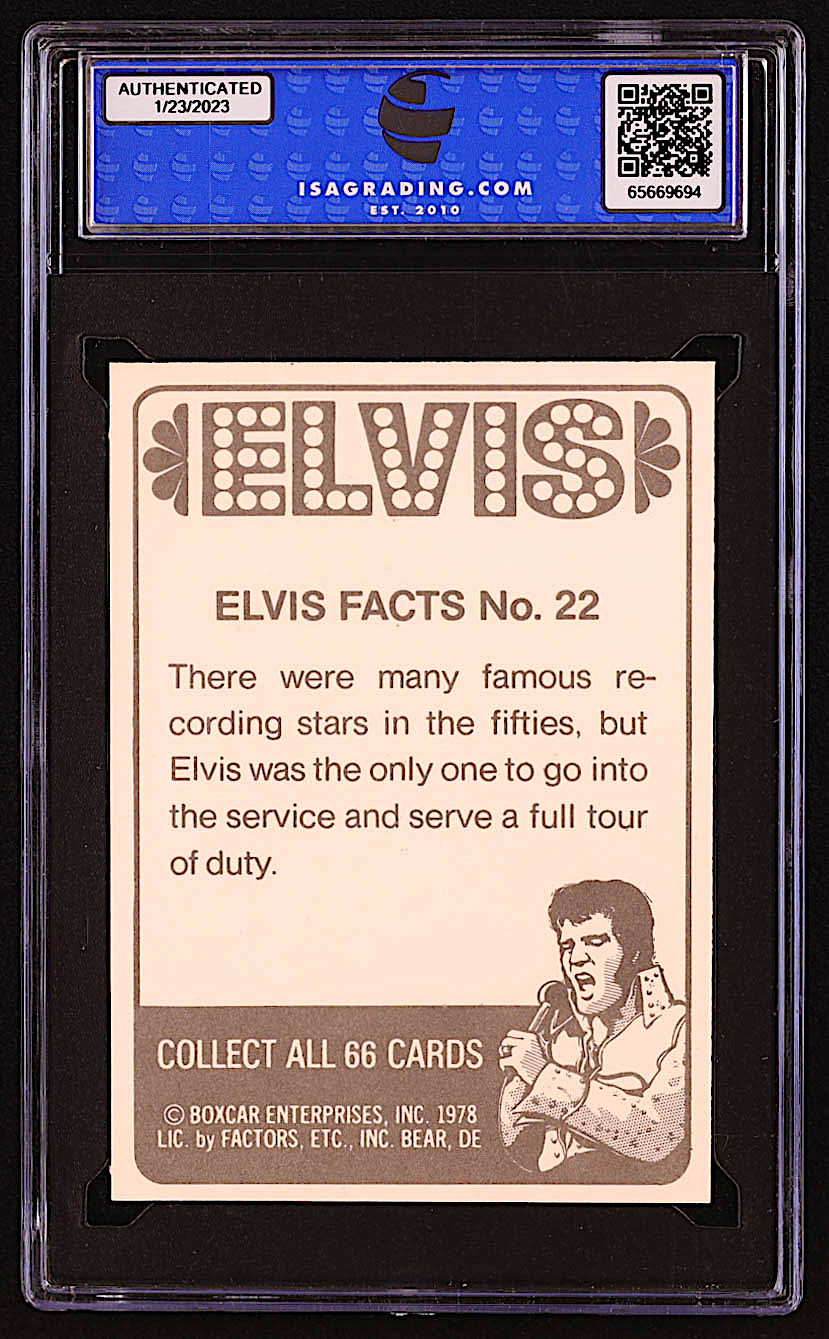 AUTHENTICATED
1/23/2023
ISAGRADING.COM
EST. 2010
65669694
ELVIS
ELVIS FACTS No. 22
There were many famous re-
cording stars in the fifties, but
Elvis was the only one to go into
the service and serve a full tour
of duty.
COLLECT ALL 66 CARDS
© BOXCAR ENTERPRISES, INC. 1978
LIC. by FACTORS, ETC., INC. BEAR, DE